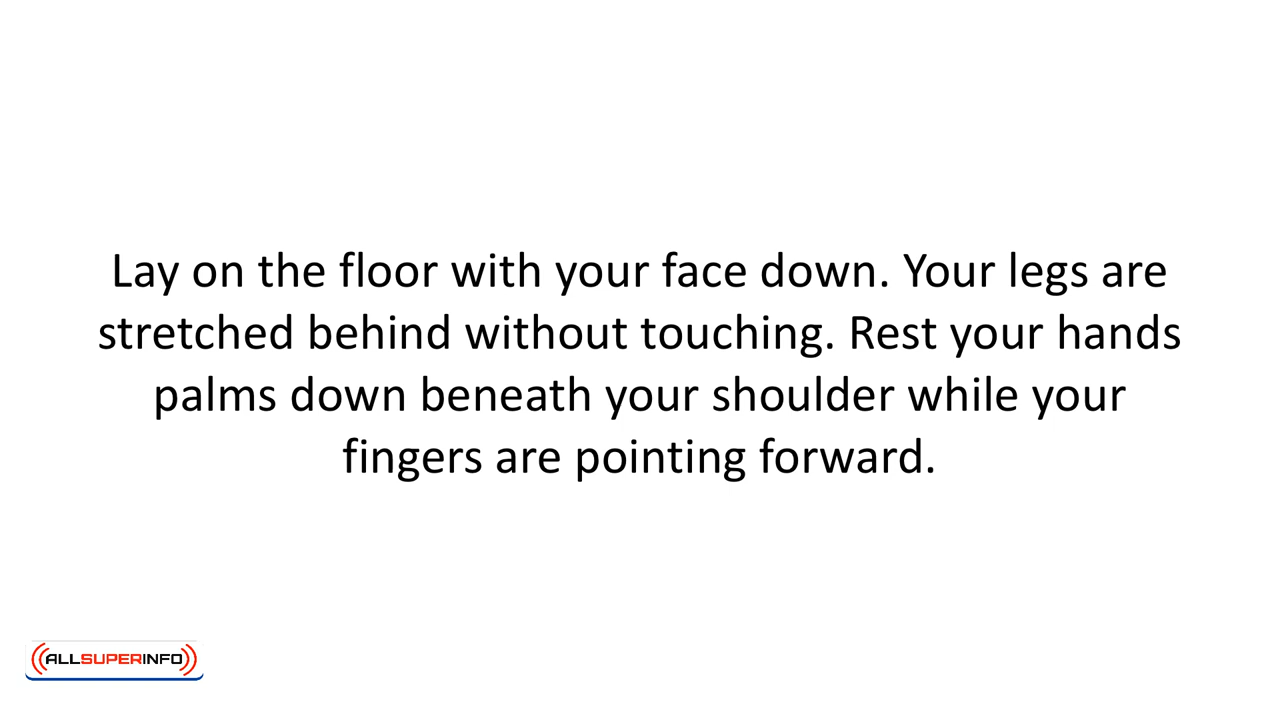 Lay on the floor with your face down. Your legs are
stretched behind without touching. Rest your hands
palms down beneath your shoulder while your
fingers are pointing forward.
ALLSUPERINFO